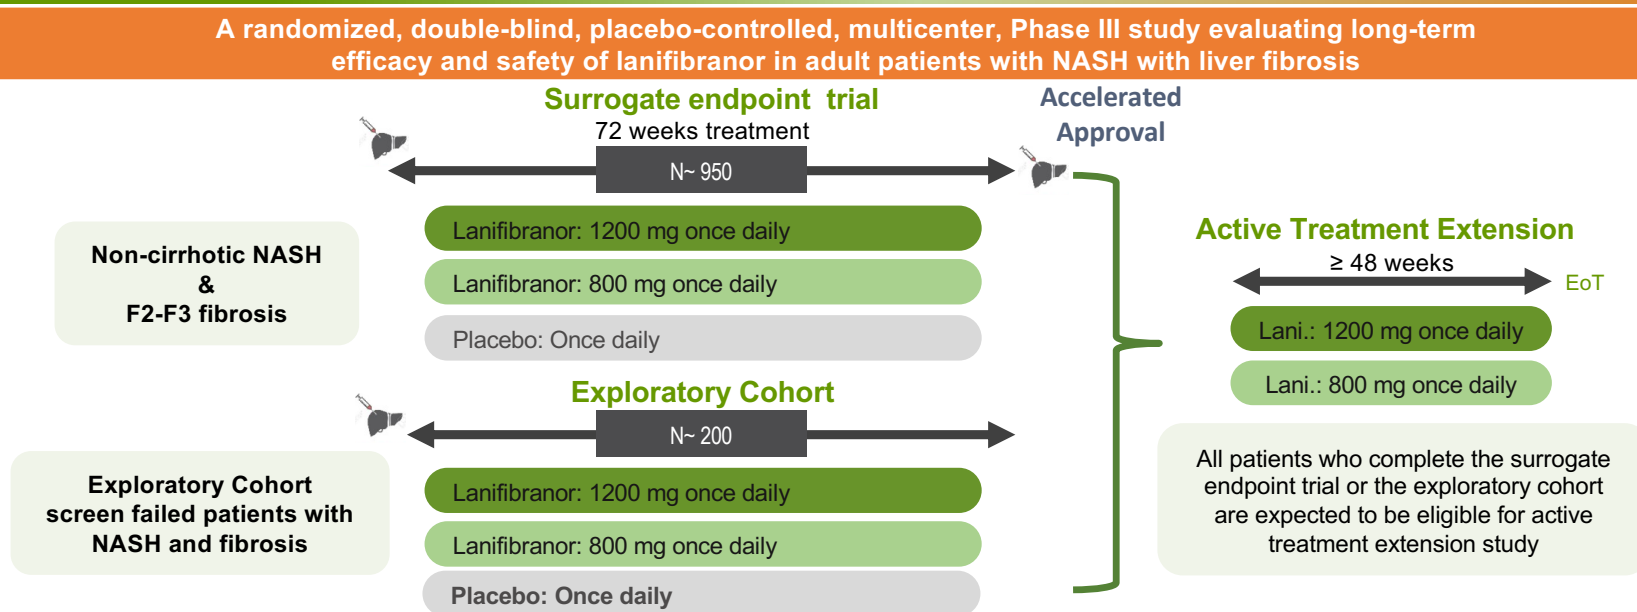 A randomized, double-blind, placebo-controlled, multicenter, Phase III study evaluating long-term
efficacy and safety of lanifibranor in adult patients with NASH with liver fibrosis
Surrogate endpoint trial
72 weeks treatment
N~ 950
Accelerated
Approval
Non-cirrhotic NASH
&
F2-F3 fibrosis
Lanifibranor: 1200 mg once daily
Lanifibranor: 800 mg once daily
Placebo: Once daily
Exploratory Cohort
N~ 200
Exploratory Cohort
screen failed patients with
NASH and fibrosis
Lanifibranor: 1200 mg once daily
Lanifibranor: 800 mg once daily
Placebo: Once daily
Active Treatment Extension
≥ 48 weeks
EoT
Lani.: 1200 mg once daily
Lani.: 800 mg once daily
All patients who complete the surrogate
endpoint trial or the exploratory cohort
are expected to be eligible for active
treatment extension study